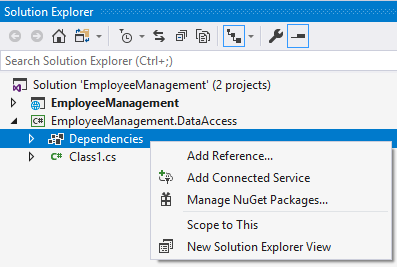 Solution Explorer
Search Solution Explorer (Ctrl+;)
Solution 'EmployeeManagement' (2 projects)
EmployeeManagement
C# EmployeeManagement.DataAccess
Dependencies
C# Class1.cs
Add Reference...
Add Connected Service
Manage NuGet Packages...
Scope to This
New Solution Explorer View